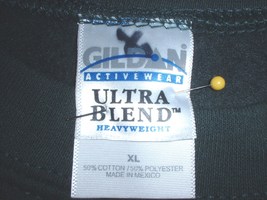 GILDAN
ACTIVEWEAR
ULTRA
BLEND™
HEAVYWEIGHT
XL
50% COTTON / 50% POLYESTER
MADE IN MEXICO